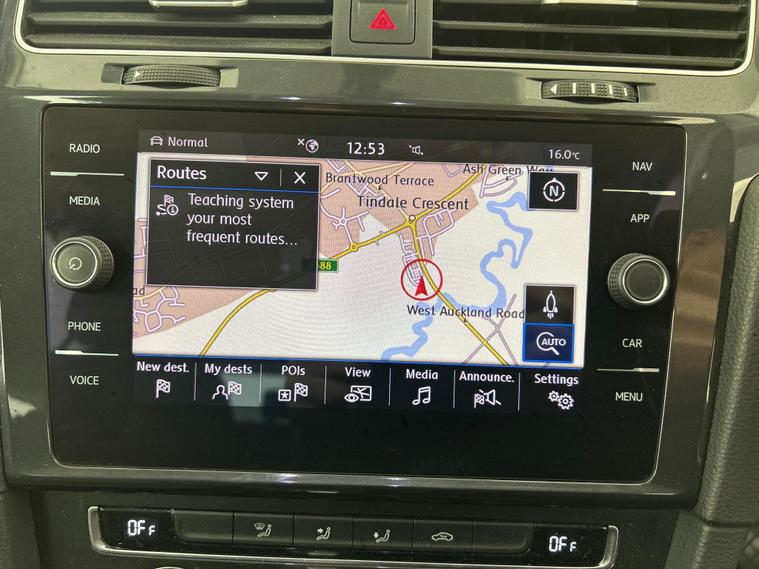 RADIO
MEDIA
PHONE
VOICE
Normal
12:53
16.0°C
Routes
Teaching system
your most
frequent routes...
Brantwood Terrace
Ash Green Way
Tindale Crescent
88
West Auckland Road
ad
N
AUTO
New dest.
My dests
POIs
View
Media
Announce.
Settings
NAV
APP
CAR
MENU
OFF
OFF